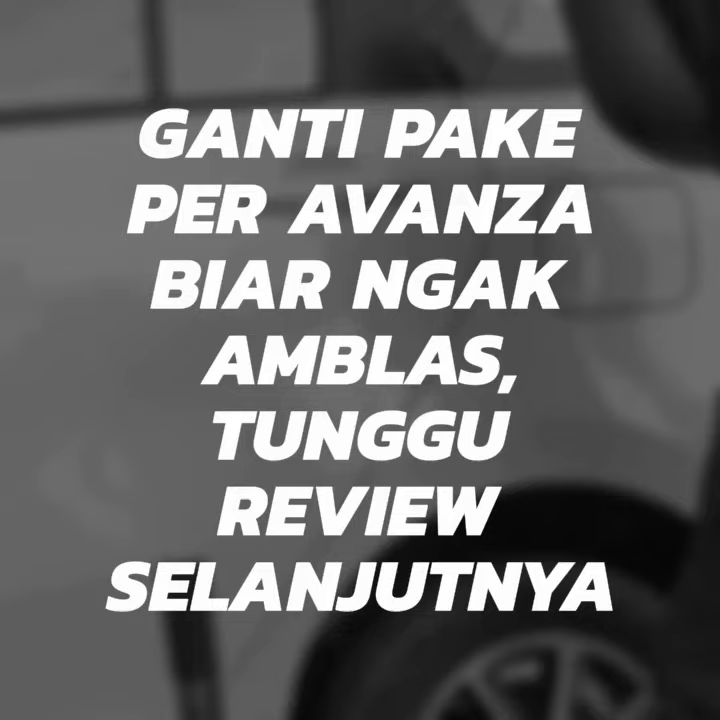 GANTI PAKE
PER AVANZA
BIAR NGAK
AMBLAS,
TUNGGU
REVIEW
SELANJUTNYA